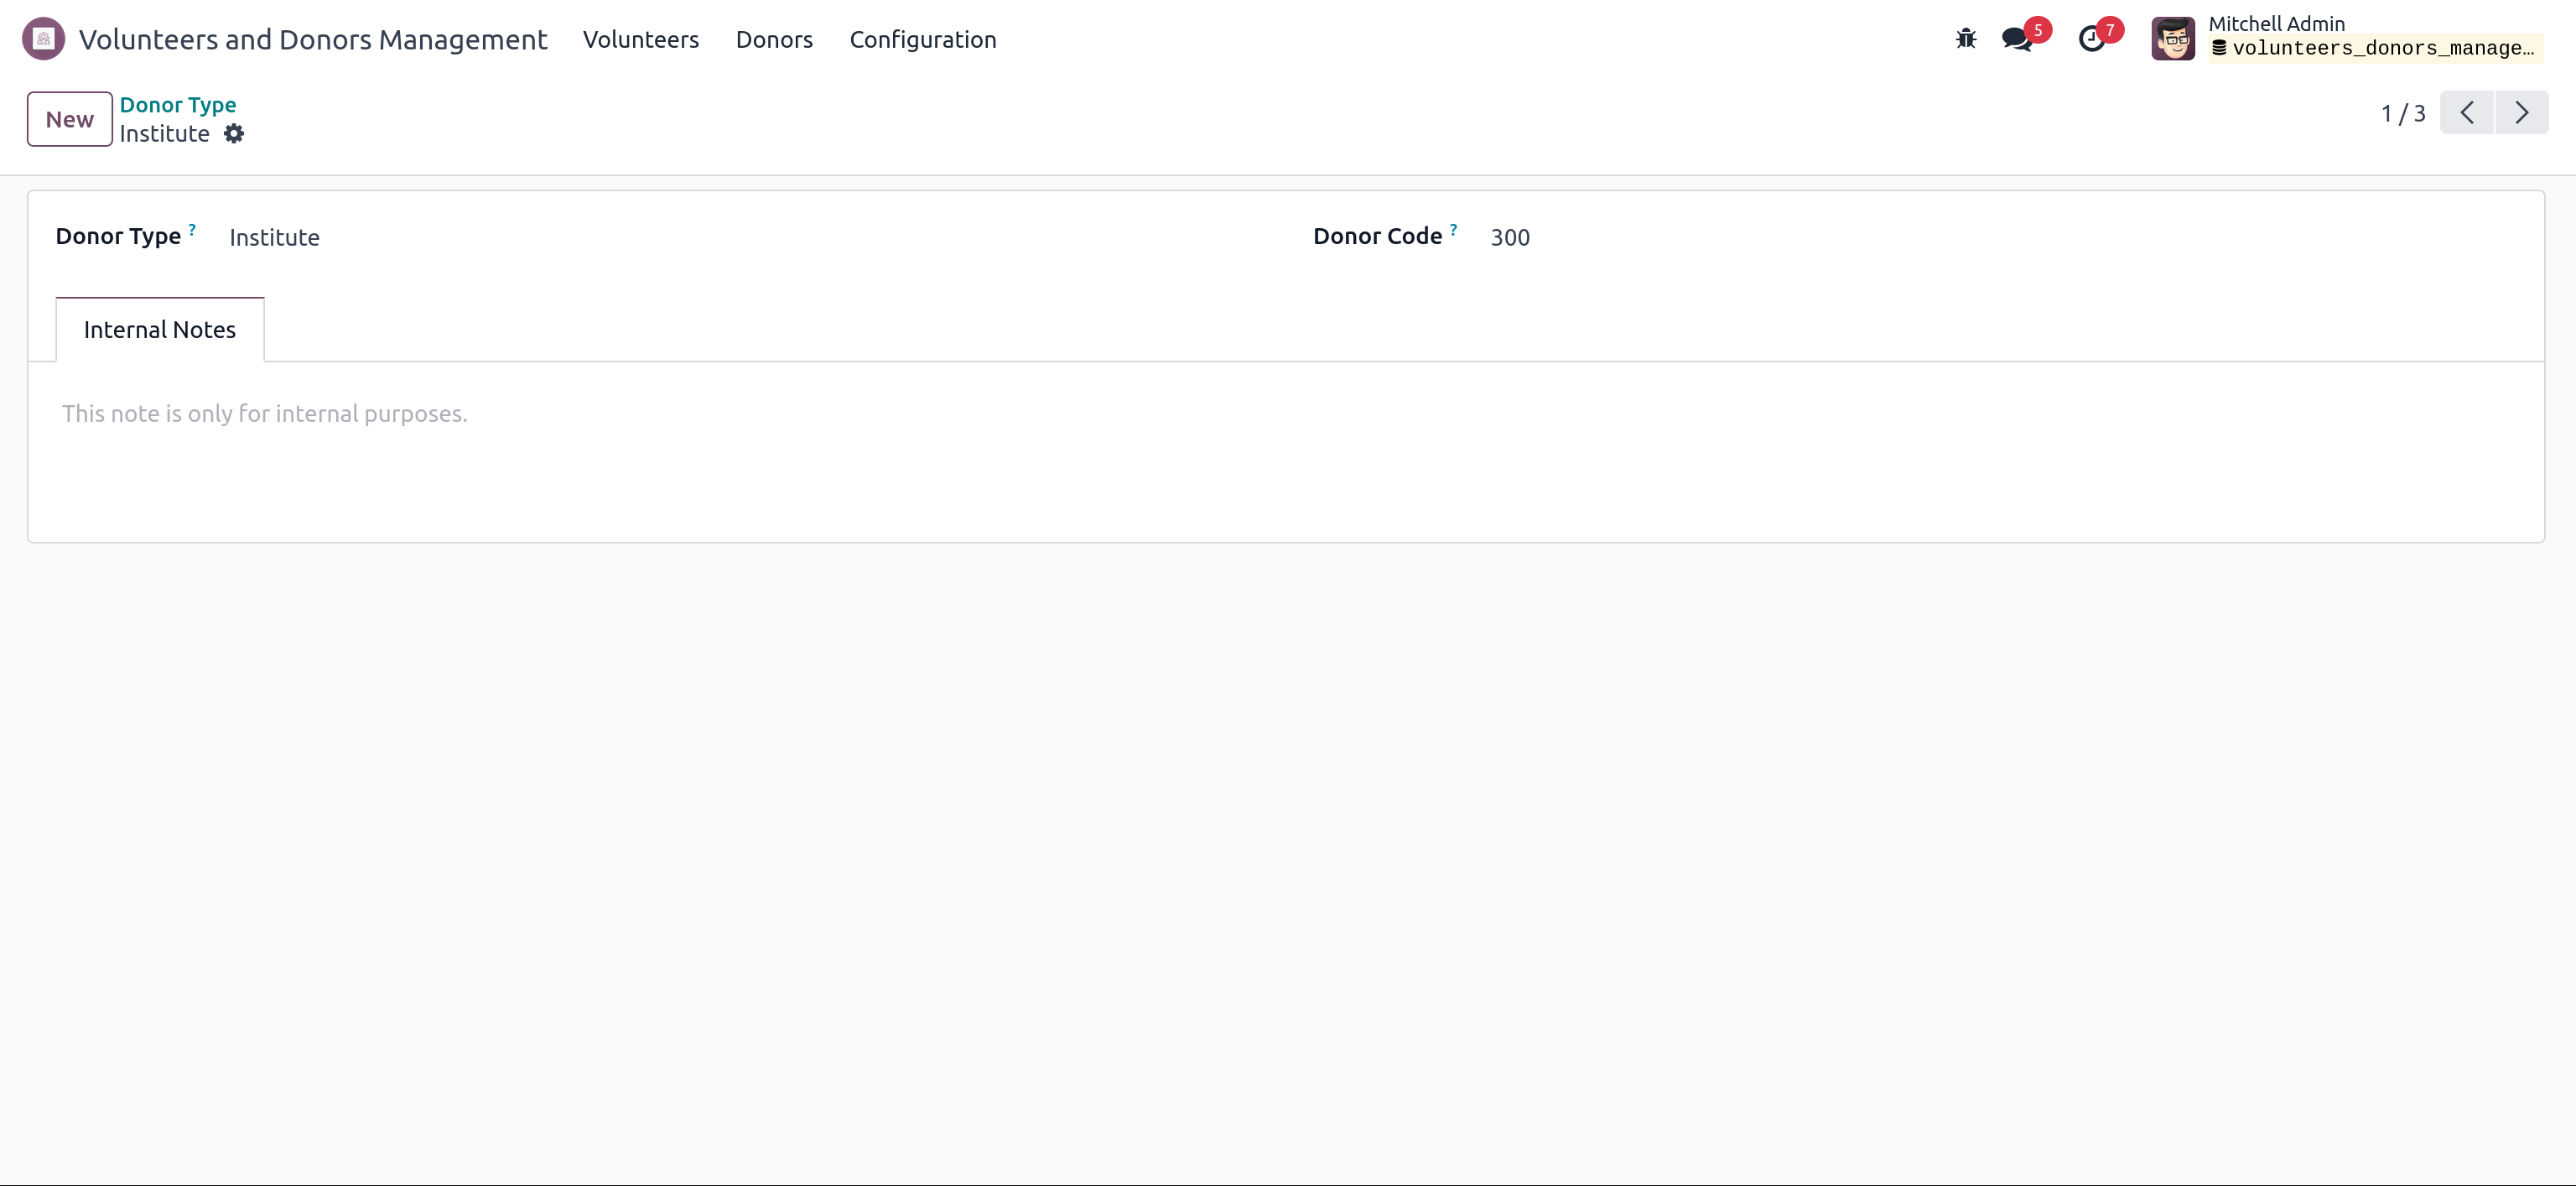 Volunteers and Donors Management Volunteers Donors Configuration 5 7 Mitchell Admin
volunteers_donors_manage…
New Donor Type
Institute
1 / 3
Donor Type ? Institute Donor Code ? 300
Internal Notes
This note is only for internal purposes.